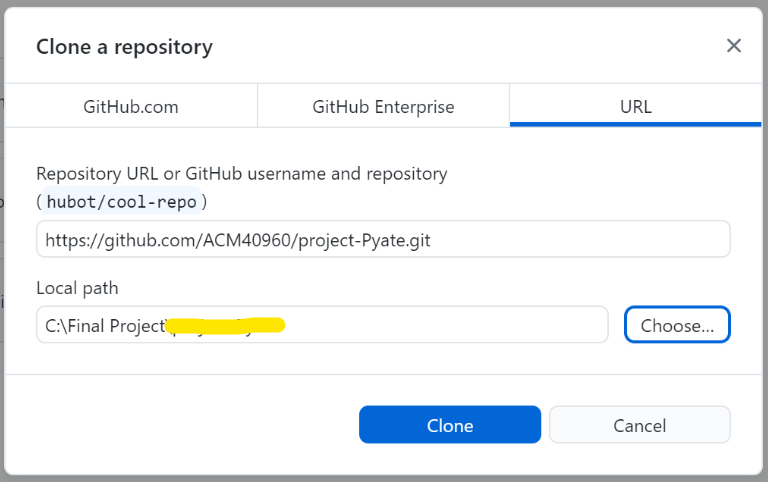 Clone a repository
GitHub.com
GitHub Enterprise
URL
Repository URL or GitHub username and repository
(hubot/cool-repo)
https://github.com/ACM40960/project-Pyate.git
Local path
C:\Final Project\
Choose...
Clone
Cancel